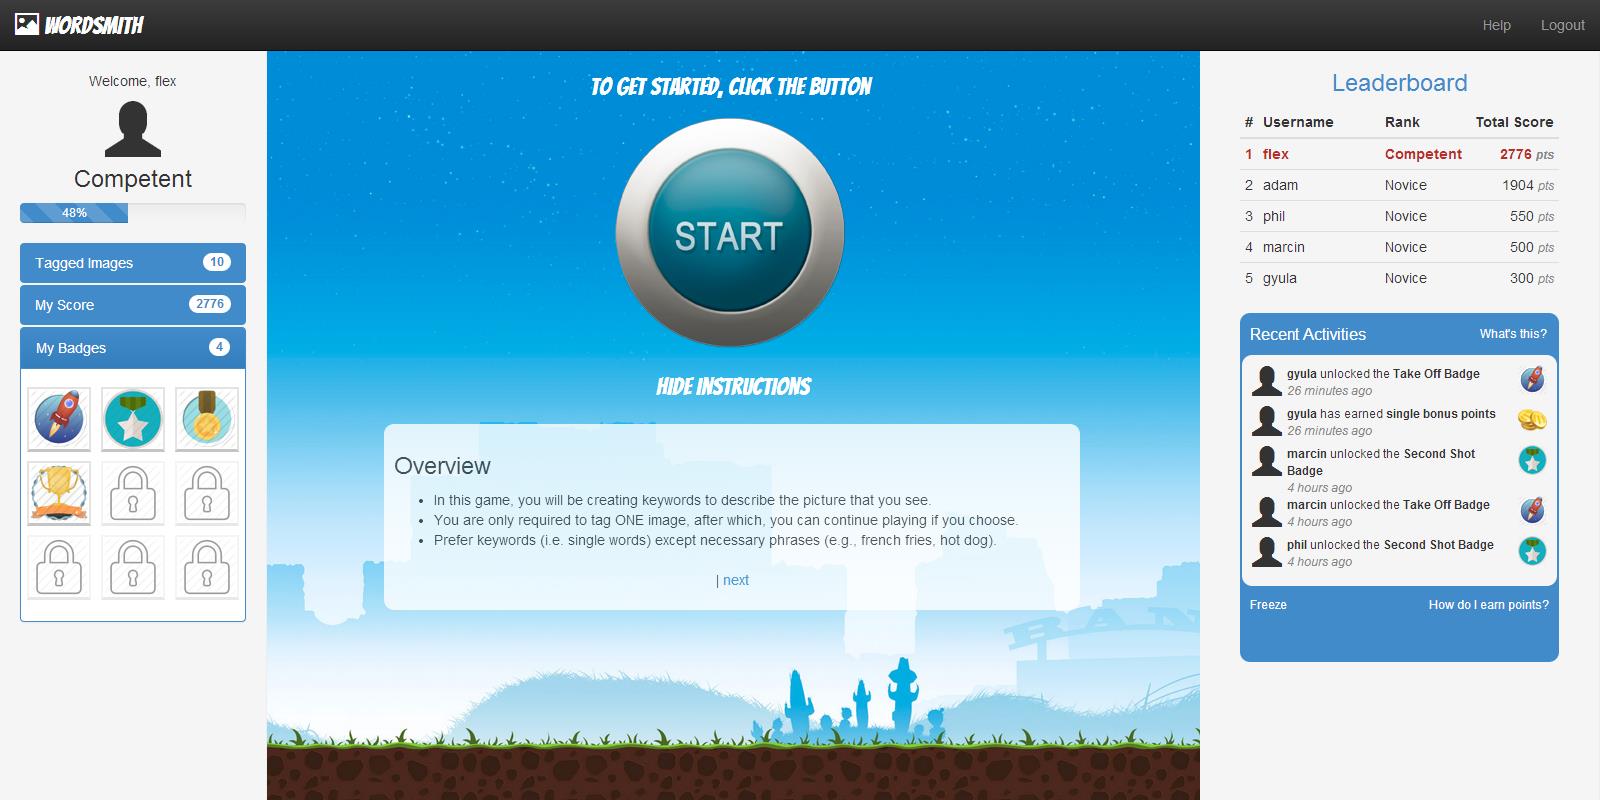 WORDSMITH
Help Logout
Welcome, flex
Competent
48%
Tagged Images 10
My Score 2776
My Badges 4
TO GET STARTED, CLICK THE BUTTON
START
HIDE INSTRUCTIONS
Overview
• In this game, you will be creating keywords to describe the picture that you see.
• You are only required to tag ONE image, after which, you can continue playing if you choose.
• Prefer keywords (i.e. single words) except necessary phrases (e.g., french fries, hot dog).
| next
Leaderboard
# Username Rank Total Score
1 flex Competent 2776 pts
2 adam Novice 1904 pts
3 phil Novice 550 pts
4 marcin Novice 500 pts
5 gyula Novice 300 pts
Recent Activities What's this?
gyula unlocked the Take Off Badge
26 minutes ago
gyula has earned single bonus points
26 minutes ago
marcin unlocked the Second Shot
Badge
4 hours ago
marcin unlocked the Take Off Badge
4 hours ago
phil unlocked the Second Shot Badge
4 hours ago
Freeze How do I earn points?